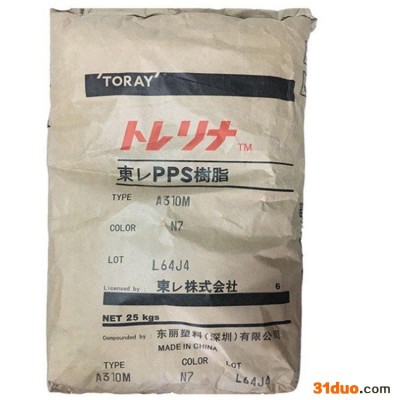 'TORAY'
トレリナ TM
東レPPS樹脂
TYPE A310M
COLOR N7
LOT L64J4
Licensed by : 東レ株式会社 6
NET 25 kgs
Compounded by : 东丽塑料(深圳)有限公司
MADE IN CHINA
TYPE COLOR LOT
A310M N7 L64J4
31duo.com